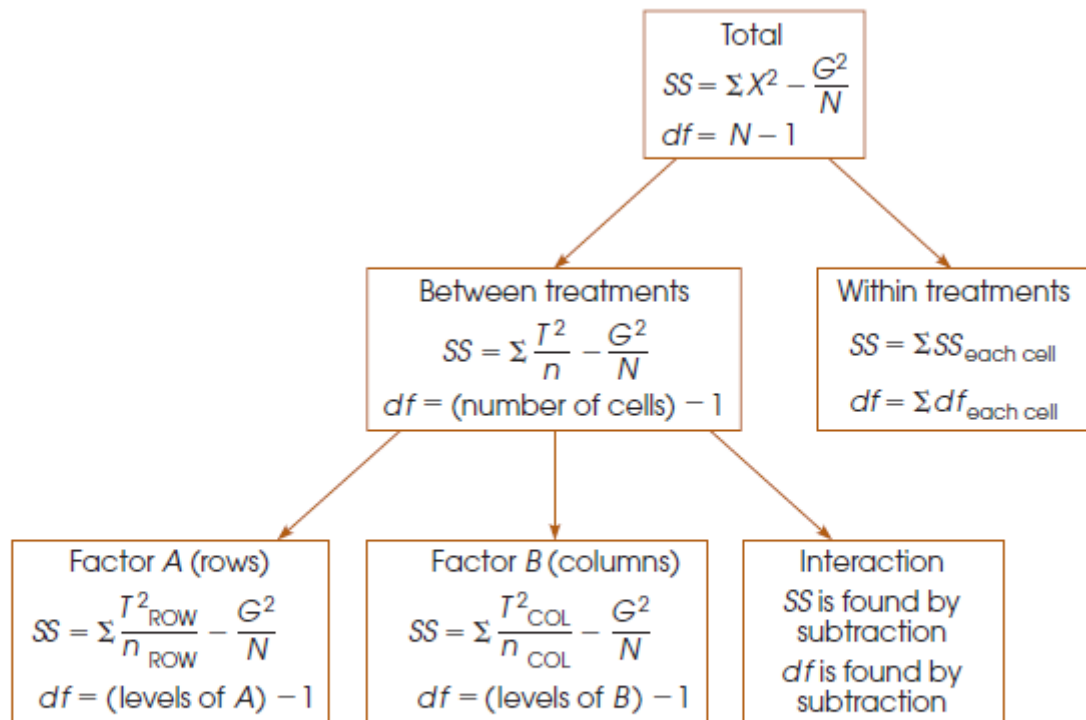 Total
SS = ΣX² − G²/N
df = N − 1
Between treatments
SS = Σ T²/n − G²/N
df = (number of cells) − 1
Within treatments
SS = ΣSS each cell
df = Σdf each cell
Factor A (rows)
SS = Σ T²ROW/n ROW − G²/N
df = (levels of A) − 1
Factor B (columns)
SS = Σ T²COL/n COL − G²/N
df = (levels of B) − 1
Interaction
SS is found by
subtraction
df is found by
subtraction